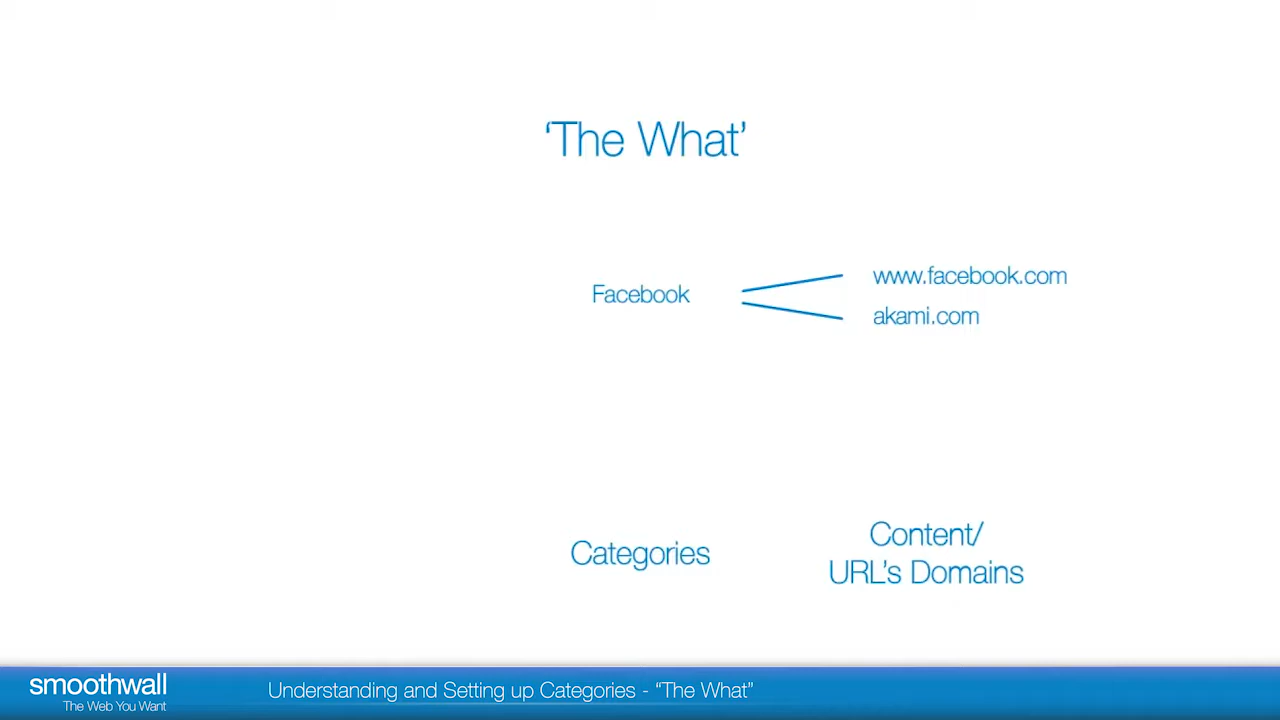 ‘The What’
Facebook
www.facebook.com
akami.com
Categories
Content/
URL’s Domains
smoothwall
The Web You Want
Understanding and Setting up Categories - “The What”